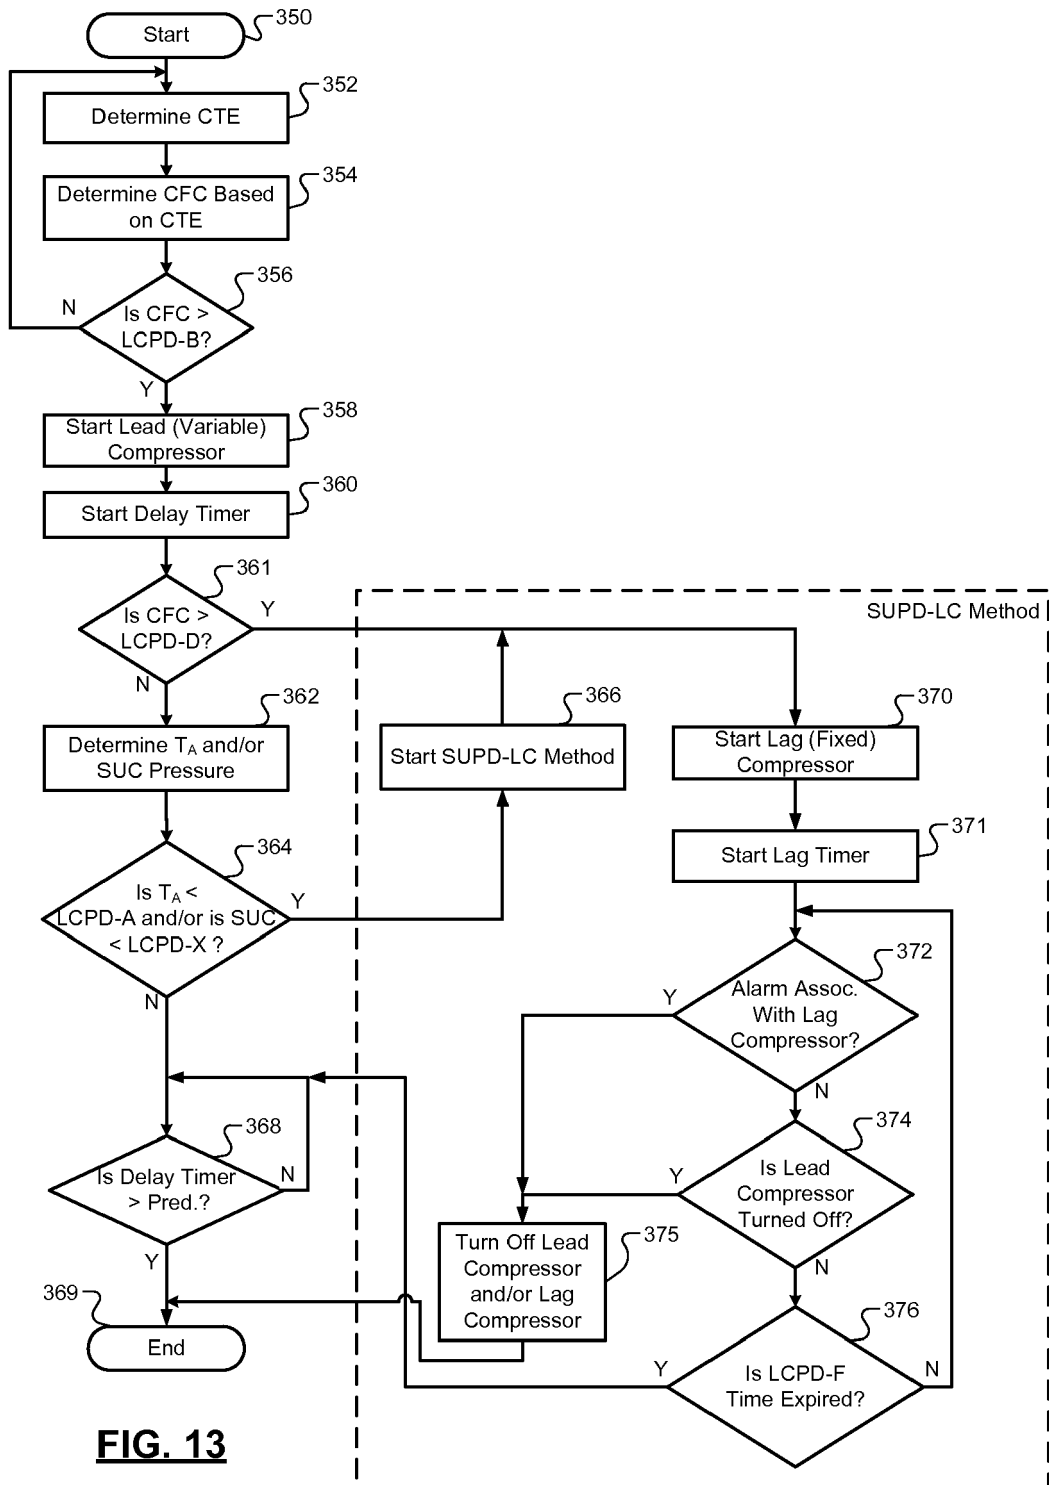 Start
350
352
Determine CTE
354
Determine CFC Based
on CTE
356
N
Is CFC >
LCPD-B?
Y
358
Start Lead (Variable)
Compressor
360
Start Delay Timer
361
Is CFC >
LCPD-D?
Y
N
SUPD-LC Method
362
Determine TA and/or
SUC Pressure
366
Start SUPD-LC Method
370
Start Lag (Fixed)
Compressor
371
Start Lag Timer
364
Is TA <
LCPD-A and/or is SUC
< LCPD-X ?
Y
N
372
Alarm Assoc.
With Lag
Compressor?
Y
N
368
Is Delay Timer
> Pred.?
N
Y
374
Is Lead
Compressor
Turned Off?
Y
N
375
Turn Off Lead
Compressor
and/or Lag
Compressor
369
End
376
Is LCPD-F
Time Expired?
Y
N
FIG. 13